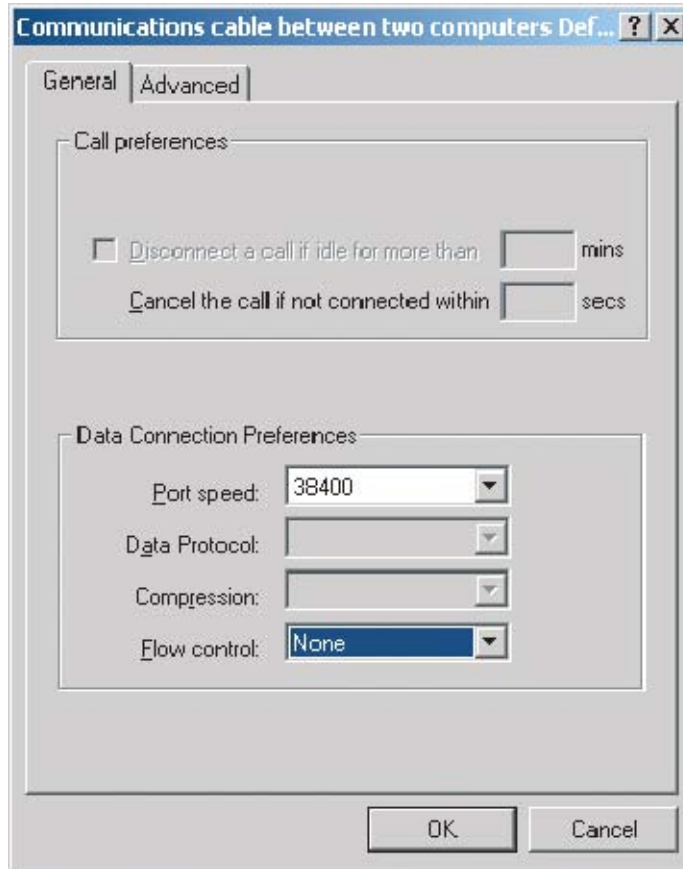 Communications cable between two computers Def... ? X
General Advanced
Call preferences
Disconnect a call if idle for more than mins
Cancel the call if not connected within secs
Data Connection Preferences
Port speed: 38400
Data Protocol:
Compression:
Flow control: None
OK Cancel